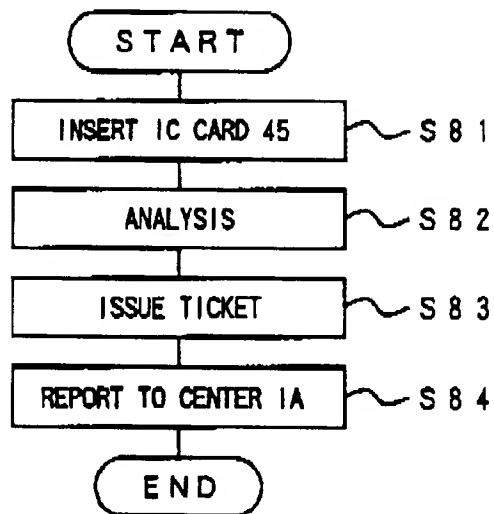 START
INSERT IC CARD 45 S81
ANALYSIS S82
ISSUE TICKET S83
REPORT TO CENTER 1A S84
END